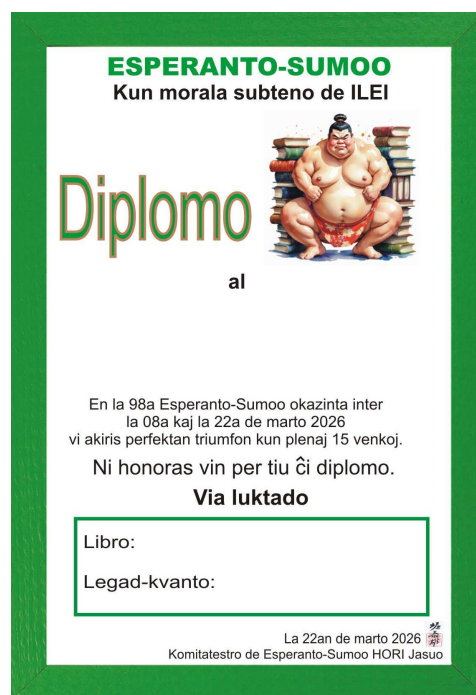 ESPERANTO-SUMOO
Kun morala subteno de ILEI
Diplomo
al
En la 98a Esperanto-Sumoo okazinta inter
la 08a kaj la 22a de marto 2026
vi akiris perfektan triumfon kun plenaj 15 venkoj.
Ni honoras vin per tiu ĉi diplomo.
Via luktado
Libro:
Legad-kvanto:
La 22an de marto 2026
Komitatestro de Esperanto-Sumoo HORI Jasuo